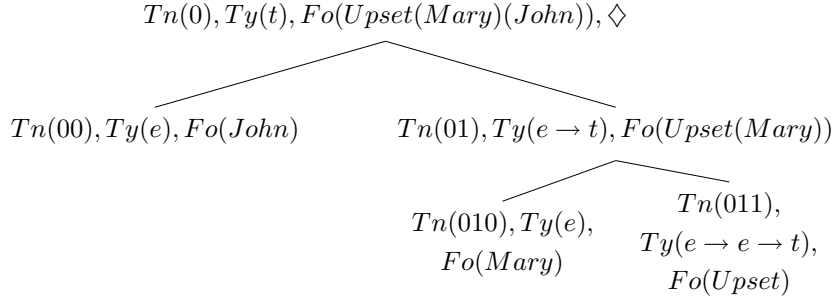 Tn(0), Ty(t), Fo(Upset(Mary)(John)), ♢
Tn(00), Ty(e), Fo(John)
Tn(01), Ty(e → t), Fo(Upset(Mary))
Tn(010), Ty(e),
Fo(Mary)
Tn(011),
Ty(e → e → t),
Fo(Upset)